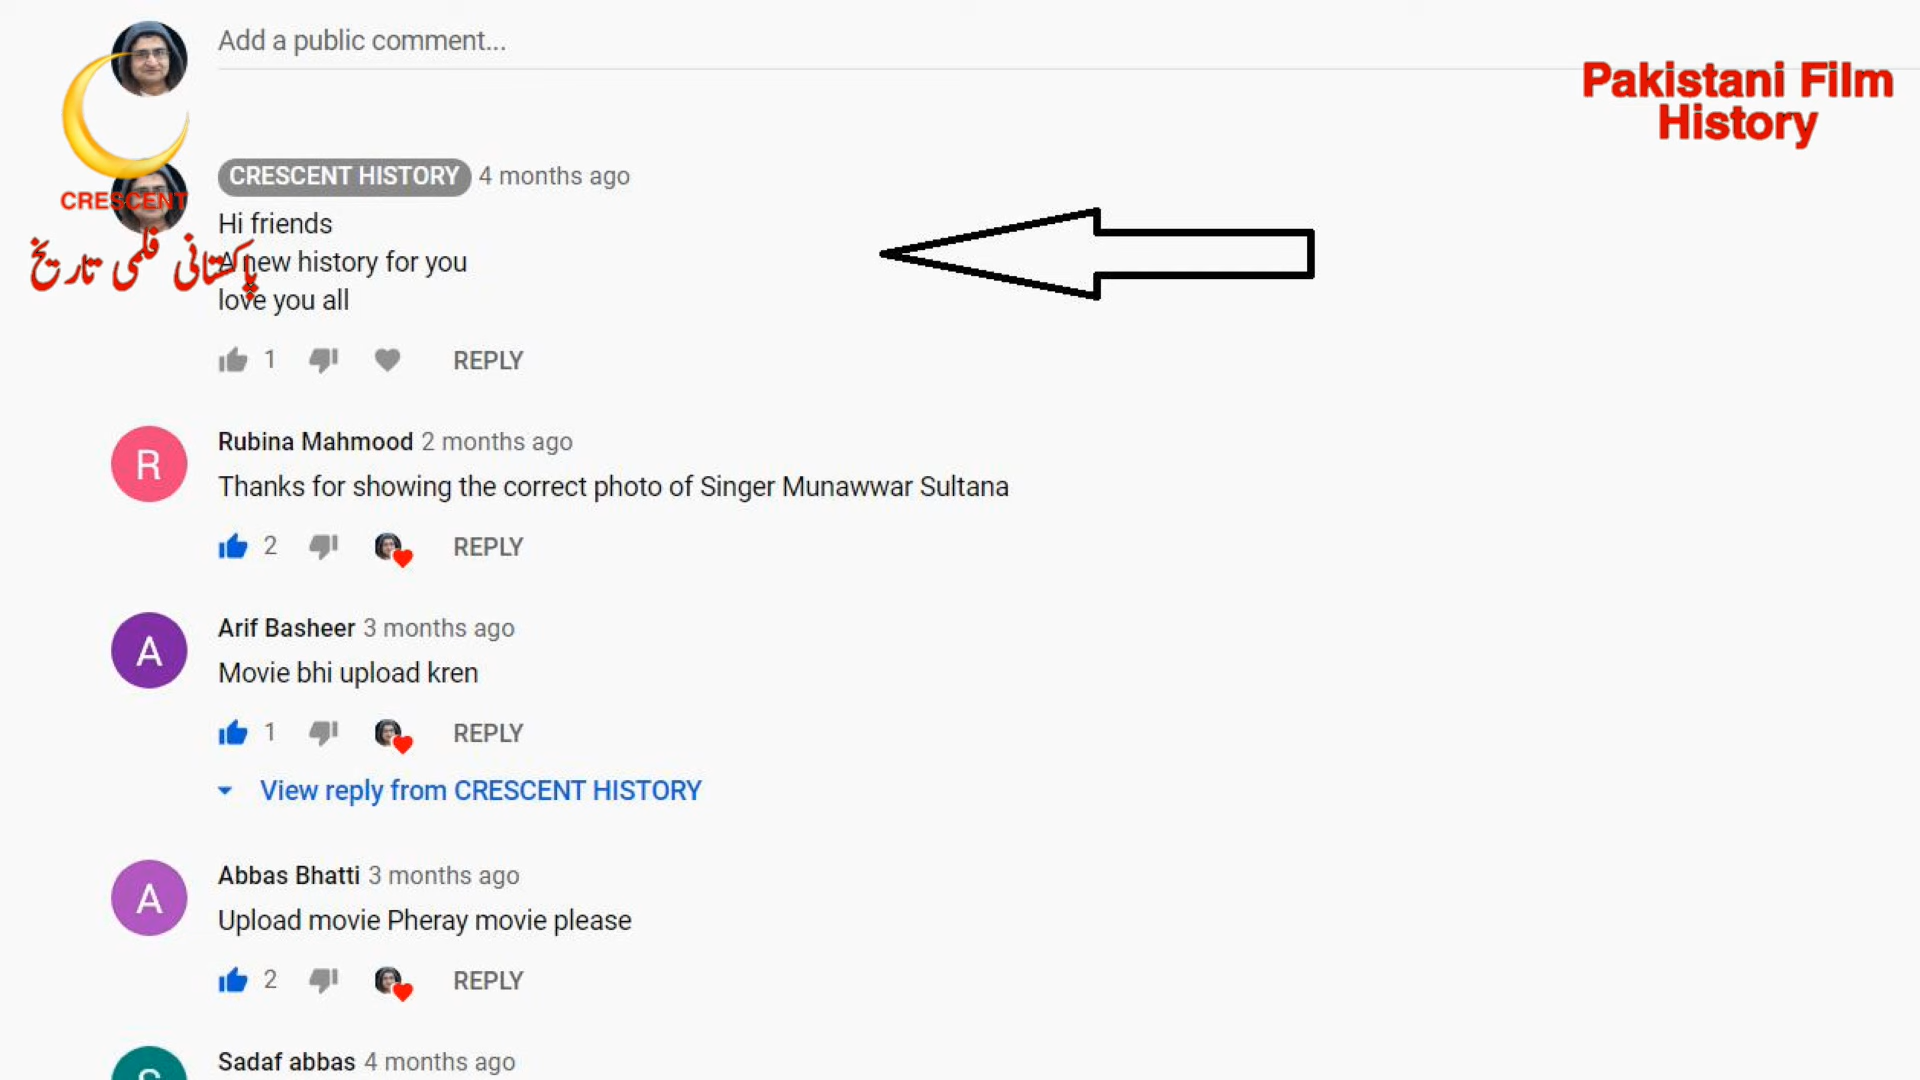 Add a public comment...
Pakistani Film
History
CRESCENT HISTORY 4 months ago
CRESCENT
Hi friends
پاکستانی فلمی تاریخ
A new history for you
love you all
1 REPLY
R
Rubina Mahmood 2 months ago
Thanks for showing the correct photo of Singer Munawwar Sultana
2 REPLY
A
Arif Basheer 3 months ago
Movie bhi upload kren
1 REPLY
View reply from CRESCENT HISTORY
A
Abbas Bhatti 3 months ago
Upload movie Pheray movie please
2 REPLY
Sadaf abbas 4 months ago